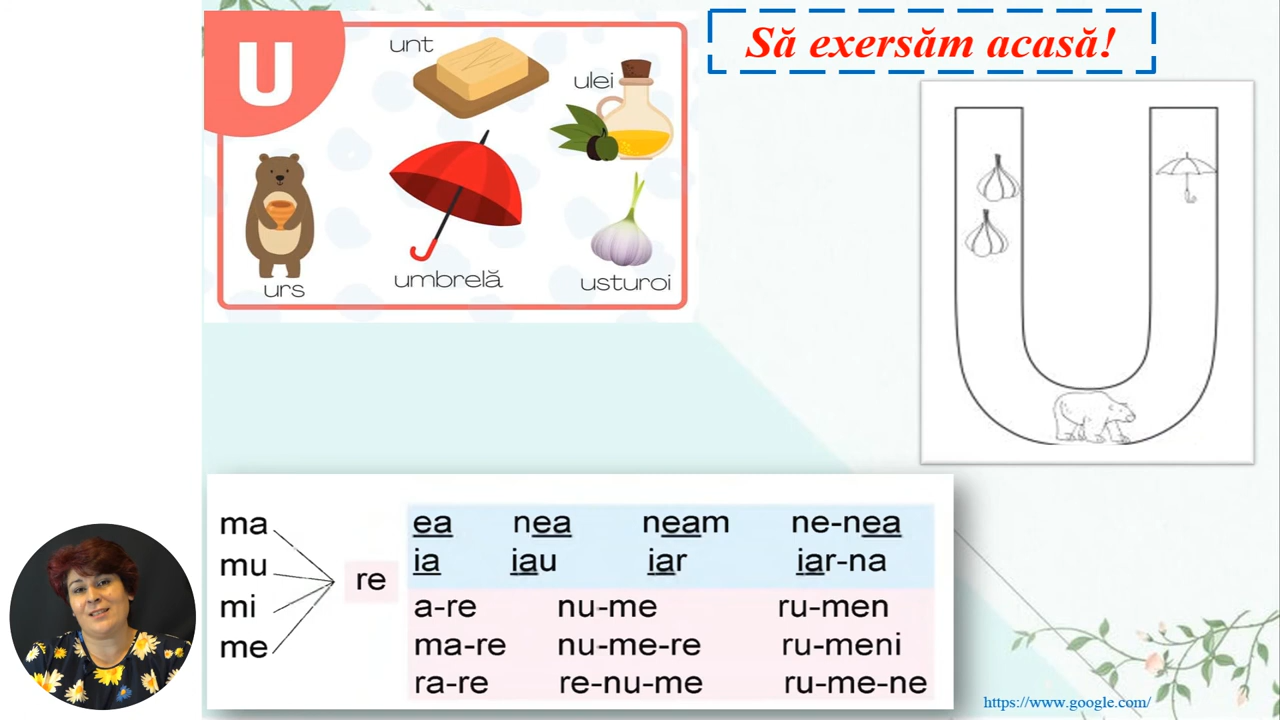 Să exersăm acasă!
U
unt
ulei
urs
umbrelă
usturoi
ma
mu
mi
me
re
ea nea neam ne-nea
ia iau iar iar-na
a-re nu-me ru-men
ma-re nu-me-re ru-meni
ra-re re-nu-me ru-me-ne
https://www.google.com/